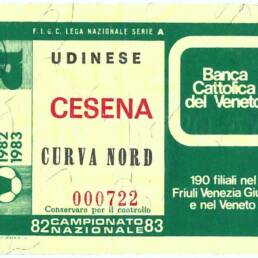 F.I.G.C. LEGA NAZIONALE SERIE A
UDINESE
CESENA
CURVA NORD
000722
Conservare per il controllo
82 CAMPIONATO NAZIONALE 83
1982
1983
Banca
Cattolica
del Veneto
190 filiali nel
Friuli Venezia Giu
e nel Veneto